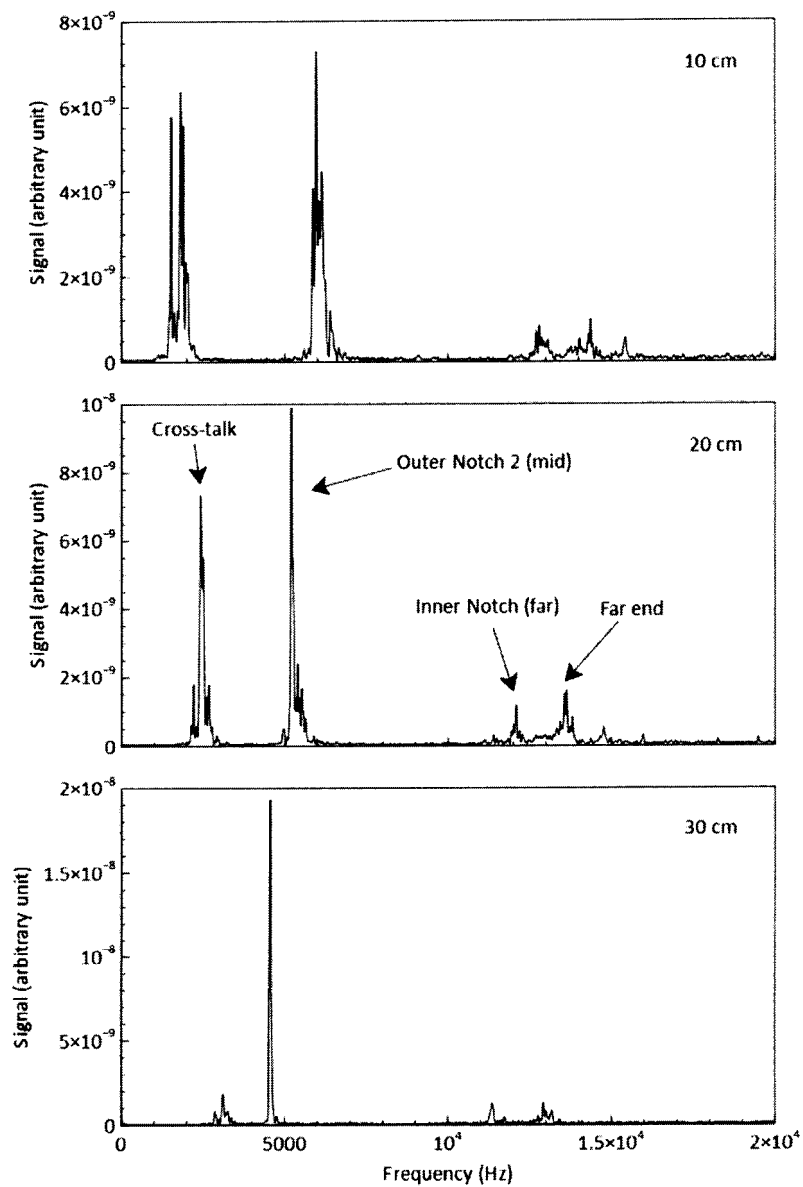 8×10⁻⁹
10 cm
6×10⁻⁹
4×10⁻⁹
2×10⁻⁹
0
Signal (arbitrary unit)
10⁻⁸
Cross-talk
20 cm
Outer Notch 2 (mid)
8×10⁻⁹
6×10⁻⁹
Inner Notch (far)
Far end
4×10⁻⁹
2×10⁻⁹
0
Signal (arbitrary unit)
2×10⁻⁸
30 cm
1.5×10⁻⁸
10⁻⁸
5×10⁻⁹
0
Signal (arbitrary unit)
0 5000 10⁴ 1.5×10⁴ 2×10⁴
Frequency (Hz)